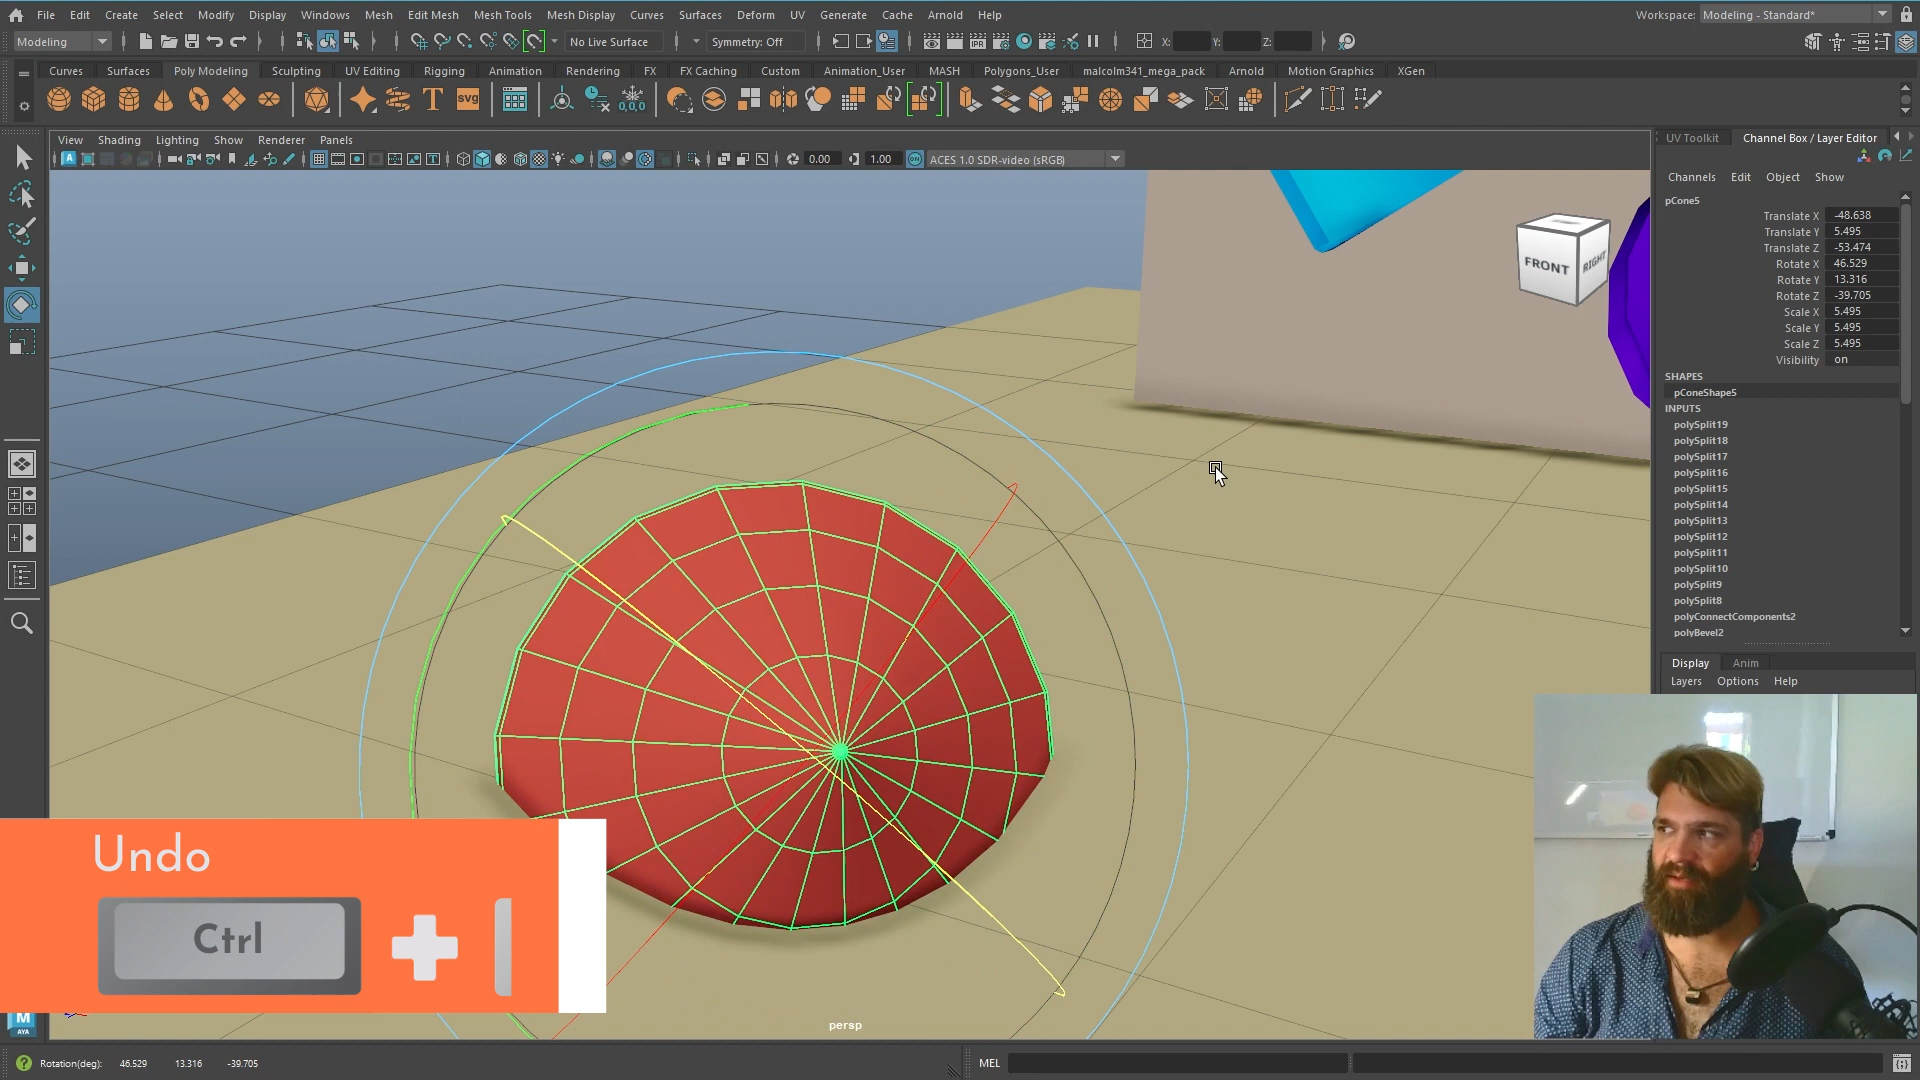 File Edit Create Select Modify Display Windows Mesh Edit Mesh Mesh Tools Mesh Display Curves Surfaces Deform UV Generate Cache Arnold Help
Workspace: Modeling - Standard*
Modeling
No Live Surface
Symmetry: Off
X: Y: Z:
Curves Surfaces Poly Modeling Sculpting UV Editing Rigging Animation Rendering FX FX Caching Custom Animation_User MASH Polygons_User malcolm341_mega_pack Arnold Motion Graphics XGen
T svg 0,0,0
View Shading Lighting Show Renderer Panels
0.00 1.00 ON ACES 1.0 SDR-video (sRGB)
UV Toolkit Channel Box / Layer Editor
Channels Edit Object Show
pCone5
Translate X -48.638
Translate Y 5.495
Translate Z -53.474
Rotate X 46.529
Rotate Y 13.316
Rotate Z -39.705
Scale X 5.495
Scale Y 5.495
Scale Z 5.495
Visibility on
SHAPES
pConeShape5
INPUTS
polySplit19
polySplit18
polySplit17
polySplit16
polySplit15
polySplit14
polySplit13
polySplit12
polySplit11
polySplit10
polySplit9
polySplit8
polyConnectComponents2
polyBevel2
Display Anim
Layers Options Help
FRONT RIGHT
Undo
Ctrl
persp
M
AYA
Rotation(deg): 46.529 13.316 -39.705
MEL